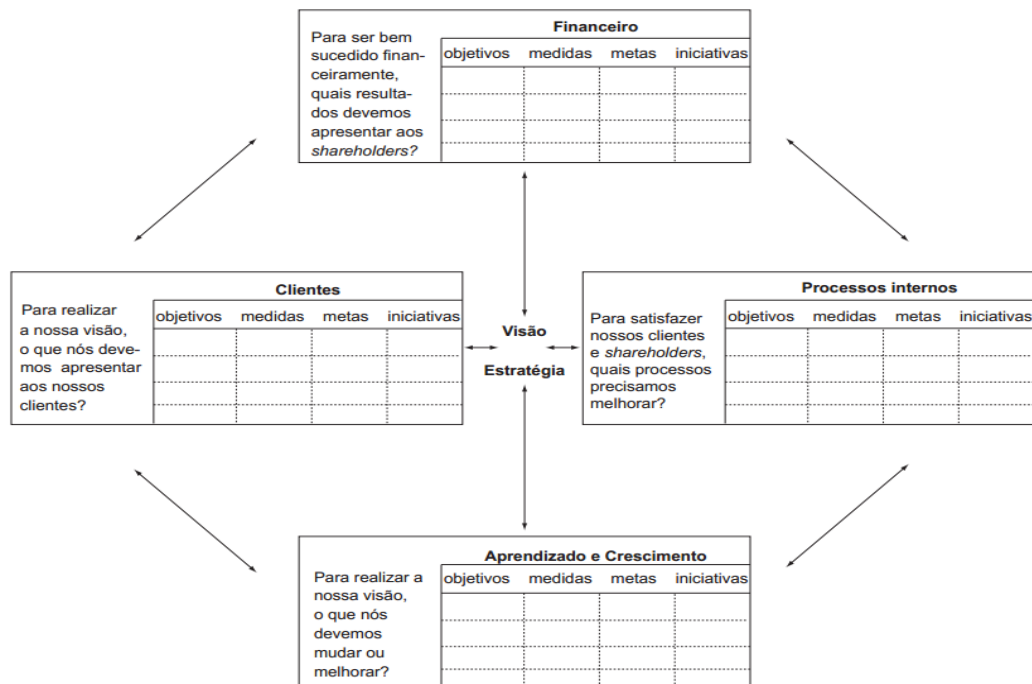 Financeiro
Para ser bem
sucedido finan-
ceiramente,
quais resulta-
dos devemos
apresentar aos
shareholders?
objetivos medidas metas iniciativas
Clientes
Para realizar
a nossa visão,
o que nós deve-
mos apresentar
aos nossos
clientes?
objetivos medidas metas iniciativas
Visão
Estratégia
Processos internos
Para satisfazer
nossos clientes
e shareholders,
quais processos
precisamos
melhorar?
objetivos medidas metas iniciativas
Aprendizado e Crescimento
Para realizar a
nossa visão,
o que nós
devemos
mudar ou
melhorar?
objetivos medidas metas iniciativas